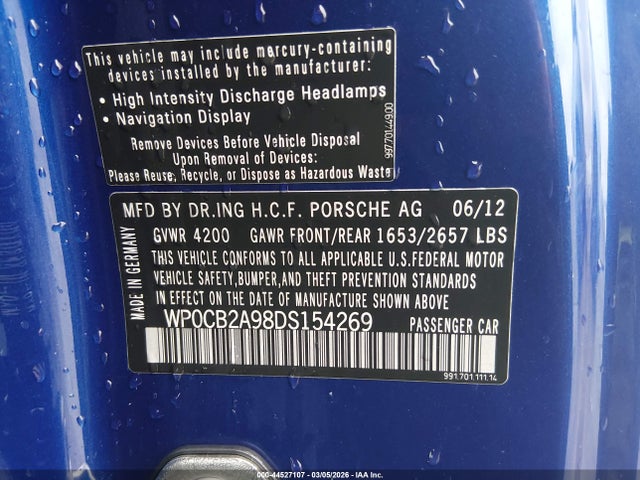 This vehicle may include mercury-containing
devices installed by the manufacturer:
• High Intensity Discharge Headlamps
• Navigation Display
Remove Devices Before Vehicle Disposal
Upon Removal of Devices:
Please Reuse, Recycle, or Dispose as Hazardous Waste
99770144900
MFD BY DR.ING H.C.F. PORSCHE AG 06/12
GVWR 4200 GAWR FRONT/REAR 1653/2657 LBS
THIS VEHICLE CONFORMS TO ALL APPLICABLE U.S.FEDERAL MOTOR
VEHICLE SAFETY,BUMPER,AND THEFT PREVENTION STANDARDS
IN EFFECT ON THE DATE OF MANUFACTURE SHOWN ABOVE.
WP0CB2A98DS154269 PASSENGER CAR
MADE IN GERMANY
991.701.111.14
000-44527107 - 03/05/2026 - IAA Inc.